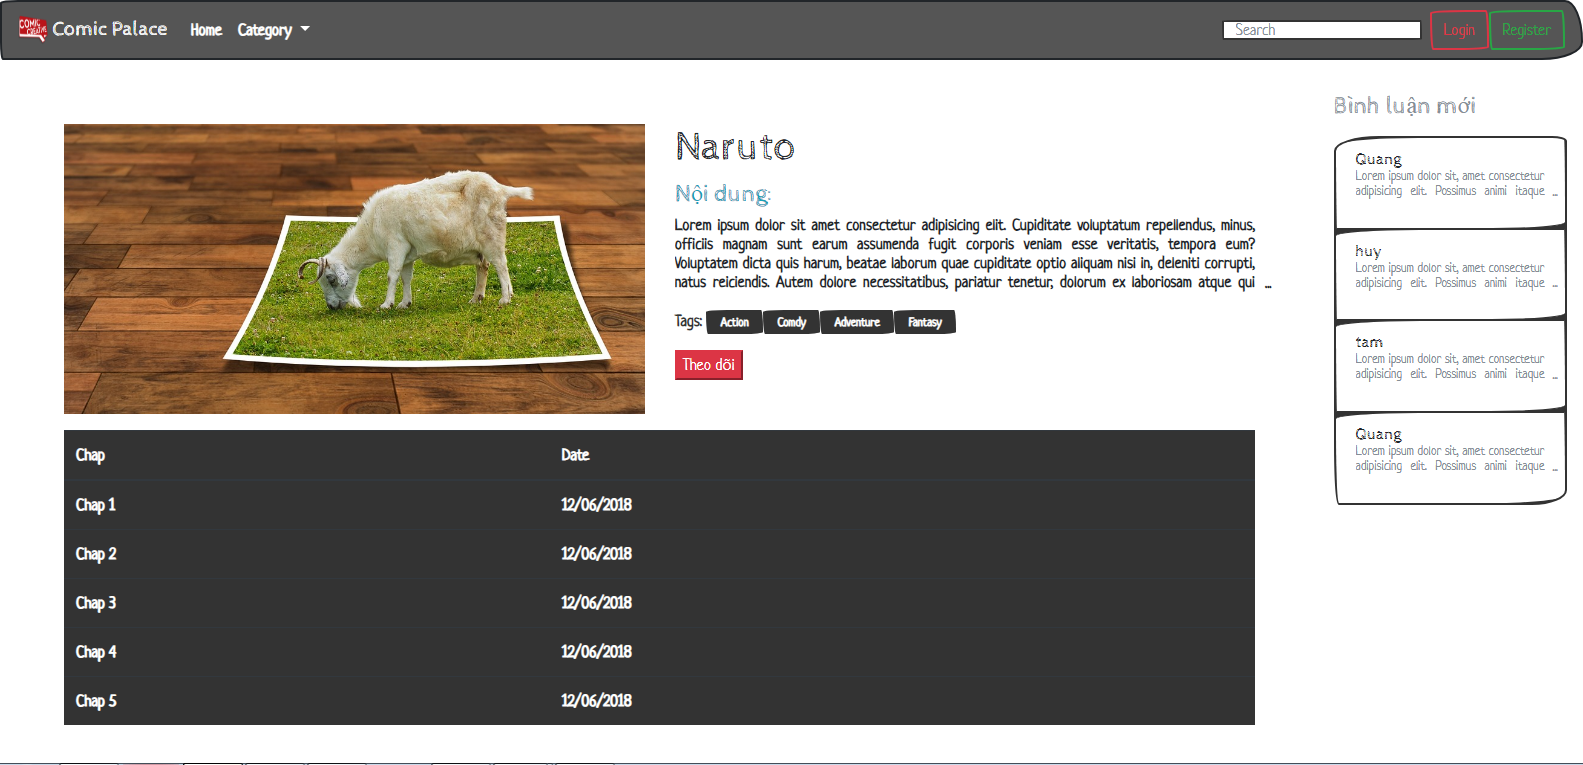 COMIC CREATIVE Comic Palace Home Category Search Login Register
Naruto
Nội dung:
Lorem ipsum dolor sit amet consectetur adipisicing elit. Cupiditate voluptatum repellendus, minus,
officiis magnam sunt earum assumenda fugit corporis veniam esse veritatis, tempora eum?
Voluptatem dicta quis harum, beatae laborum quae cupiditate optio aliquam nisi in, deleniti corrupti,
natus reiciendis. Autem dolore necessitatibus, pariatur tenetur, dolorum ex laboriosam atque qui ...
Tags: Action Comdy Adventure Fantasy
Theo dõi
Chap Date
Chap 1 12/06/2018
Chap 2 12/06/2018
Chap 3 12/06/2018
Chap 4 12/06/2018
Chap 5 12/06/2018
Bình luận mới
Quang
Lorem ipsum dolor sit, amet consectetur
adipisicing elit. Possimus animi itaque ...
huy
Lorem ipsum dolor sit, amet consectetur
adipisicing elit. Possimus animi itaque ...
tam
Lorem ipsum dolor sit, amet consectetur
adipisicing elit. Possimus animi itaque ...
Quang
Lorem ipsum dolor sit, amet consectetur
adipisicing elit. Possimus animi itaque ...